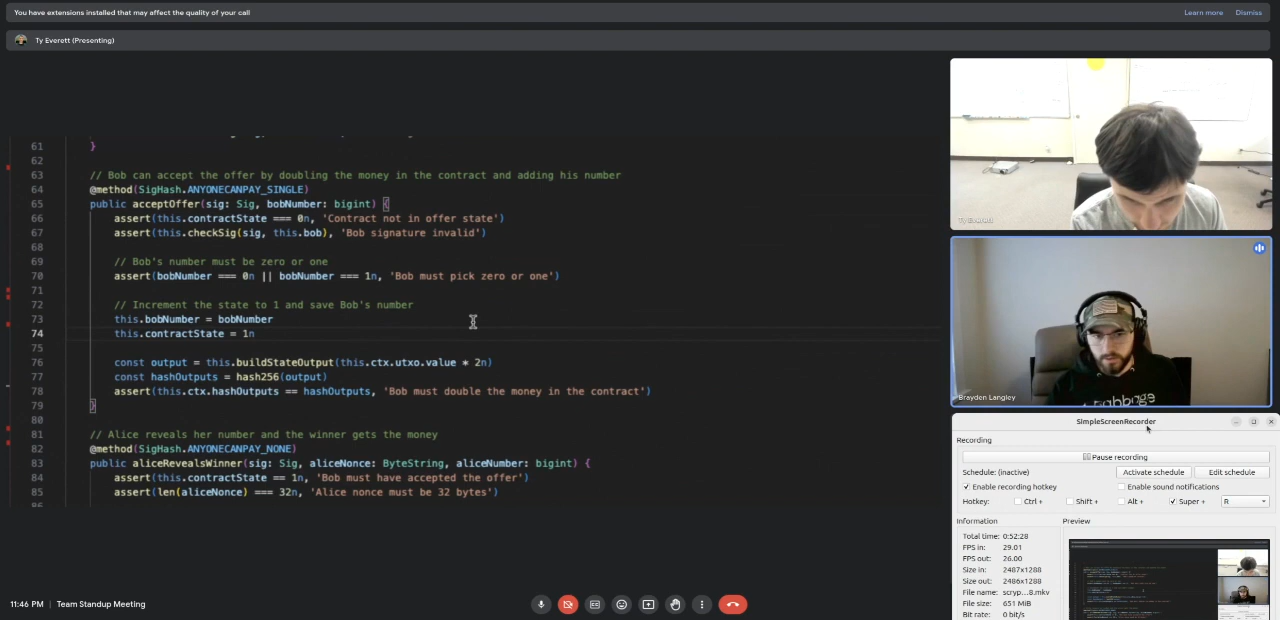 You have extensions installed that may affect the quality of your call
Learn more
Dismiss
Ty Everett (Presenting)
61 }
62
63 // Bob can accept the offer by doubling the money in the contract and adding his number
64 @method(SigHash.ANYONECANPAY_SINGLE)
65 public acceptOffer(sig: Sig, bobNumber: bigint) {
66 assert(this.contractState === 0n, 'Contract not in offer state')
67 assert(this.checkSig(sig, this.bob), 'Bob signature invalid')
68
69 // Bob's number must be zero or one
70 assert(bobNumber === 0n || bobNumber === 1n, 'Bob must pick zero or one')
71
72 // Increment the state to 1 and save Bob's number
73 this.bobNumber = bobNumber
74 this.contractState = 1n
75
76 const output = this.buildStateOutput(this.ctx.utxo.value * 2n)
77 const hashOutputs = hash256(output)
78 assert(this.ctx.hashOutputs == hashOutputs, 'Bob must double the money in the contract')
79 }
80
81 // Alice reveals her number and the winner gets the money
82 @method(SigHash.ANYONECANPAY_NONE)
83 public aliceRevealsWinner(sig: Sig, aliceNonce: ByteString, aliceNumber: bigint) {
84 assert(this.contractState == 1n, 'Bob must have accepted the offer')
85 assert(len(aliceNonce) === 32n, 'Alice nonce must be 32 bytes')
86
Ty Everett
Brayden Langley
SimpleScreenRecorder
Recording
Pause recording
Schedule: (inactive)
Activate schedule
Edit schedule
Enable recording hotkey
Enable sound notifications
Hotkey: Ctrl + Shift + Alt + Super + R
Information
Preview
Total time: 0:52:28
FPS in: 29.01
FPS out: 26.00
Size in: 2487x1288
Size out: 2486x1288
File name: scryp...8.mkv
File size: 651 MiB
Bit rate: 0 bit/s
11:46 PM | Team Standup Meeting